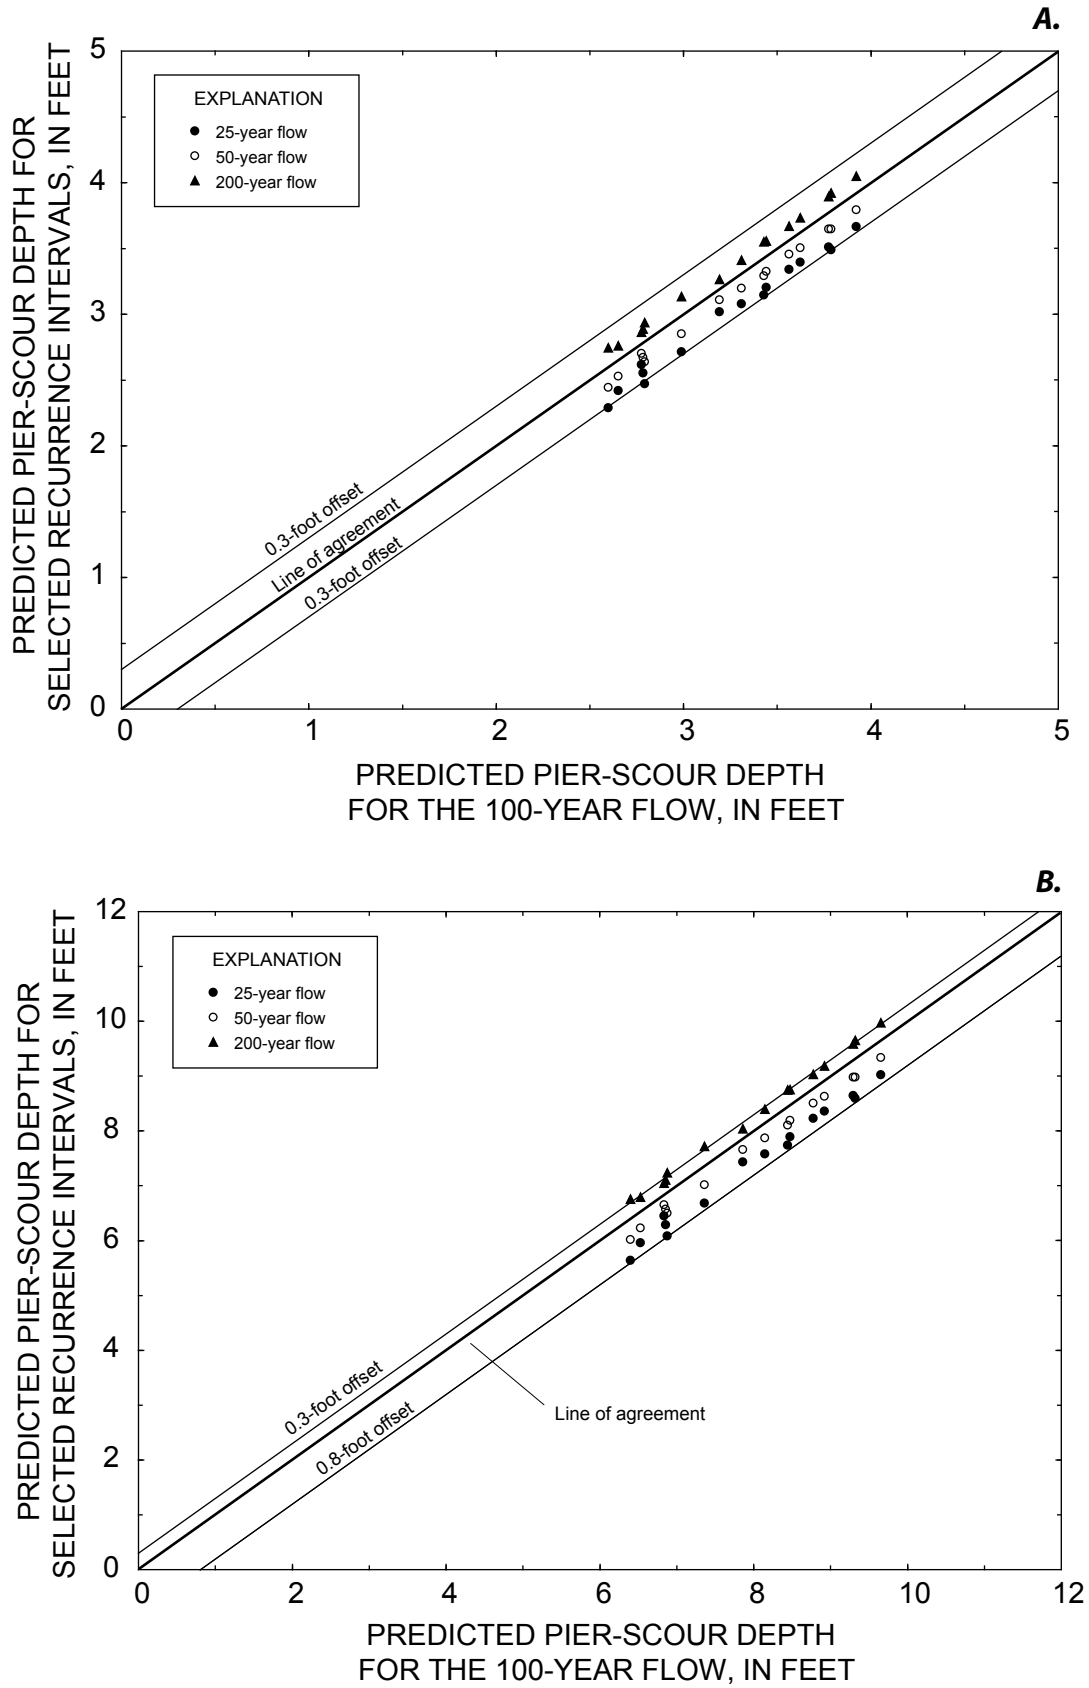 A.
PREDICTED PIER-SCOUR DEPTH FOR
SELECTED RECURRENCE INTERVALS, IN FEET
5
4
3
2
1
0
EXPLANATION
25-year flow
50-year flow
200-year flow
0.3-foot offset
Line of agreement
0.3-foot offset
0 1 2 3 4 5
PREDICTED PIER-SCOUR DEPTH
FOR THE 100-YEAR FLOW, IN FEET
B.
PREDICTED PIER-SCOUR DEPTH FOR
SELECTED RECURRENCE INTERVALS, IN FEET
12
10
8
6
4
2
0
EXPLANATION
25-year flow
50-year flow
200-year flow
0.3-foot offset
0.8-foot offset
Line of agreement
0 2 4 6 8 10 12
PREDICTED PIER-SCOUR DEPTH
FOR THE 100-YEAR FLOW, IN FEET